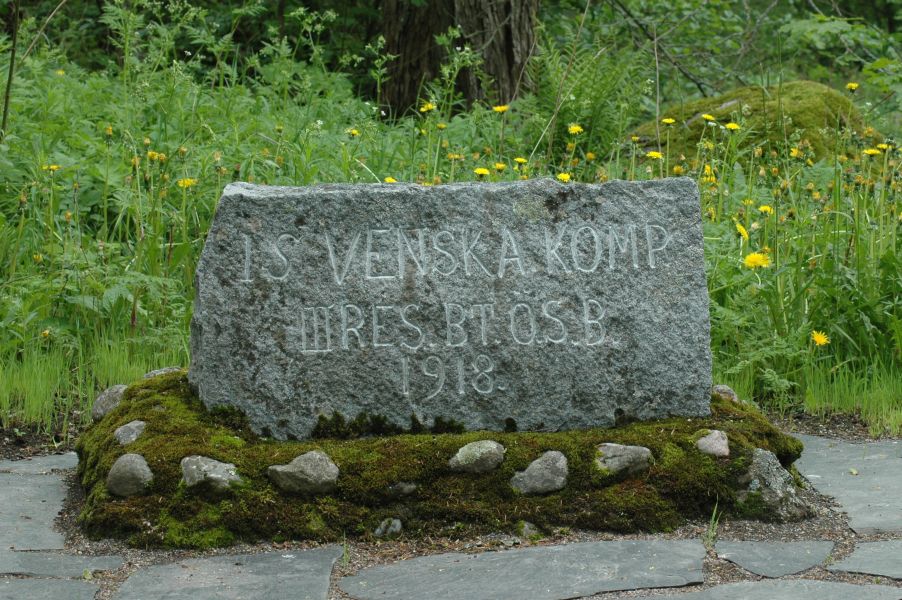 I SVENSKA KOMP
III RES. BT. Ö.S.B.
1918.